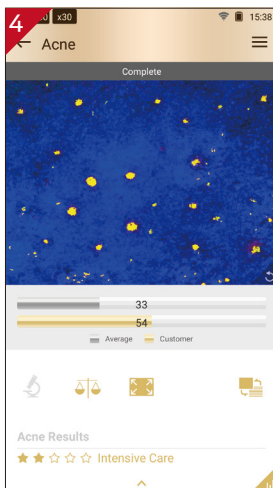 4
x30
15:38
Acne
Complete
33
54
Average Customer
Acne Results
Intensive Care